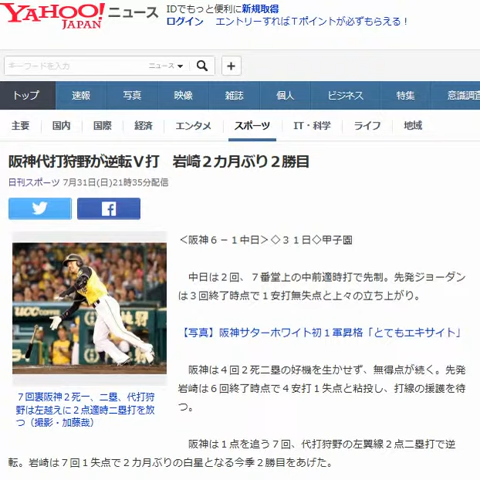 YAHOO! JAPAN ニュース
IDでもっと便利に新規取得
ログイン エントリーすればTポイントが必ずもらえる！
キーワードを入力 ニュース
トップ 速報 写真 映像 雑誌 個人 ビジネス 特集 意識調査
主要 国内 国際 経済 エンタメ スポーツ IT・科学 ライフ 地域
阪神代打狩野が逆転Ｖ打　岩崎２カ月ぶり２勝目
日刊スポーツ 7月31日(日)21時35分配信
＜阪神６－１中日＞◇３１日◇甲子園
中日は２回、７番堂上の中前適時打で先制。先発ジョーダン
は３回終了時点で１安打無失点と上々の立ち上がり。
【写真】阪神サターホワイト初１軍昇格「とてもエキサイト」
阪神は４回２死二塁の好機を生かせず、無得点が続く。先発
岩崎は６回終了時点で４安打１失点と粘投し、打線の援護を待
つ。
７回裏阪神２死一、二塁、代打狩
野は左越えに２点適時二塁打を放
つ（撮影・加藤哉）
阪神は１点を追う７回、代打狩野の左翼線２点二塁打で逆
転。岩崎は７回１失点で２カ月ぶりの白星となる今季２勝目をあげた。